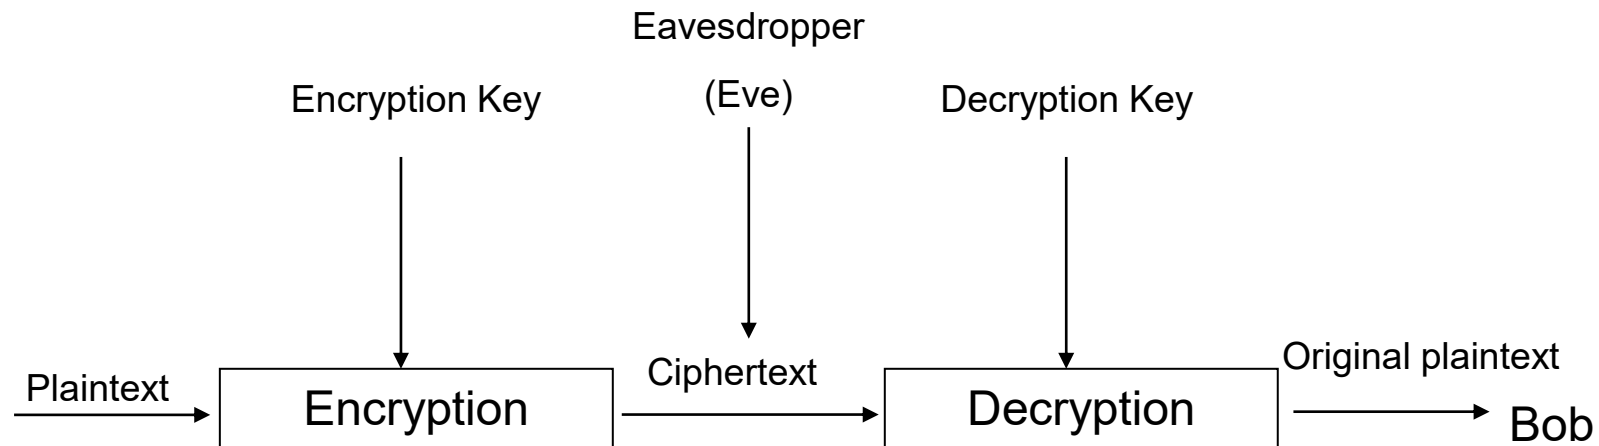 Eavesdropper
(Eve)
Encryption Key
Decryption Key
Plaintext
Encryption
Ciphertext
Decryption
Original plaintext
Bob